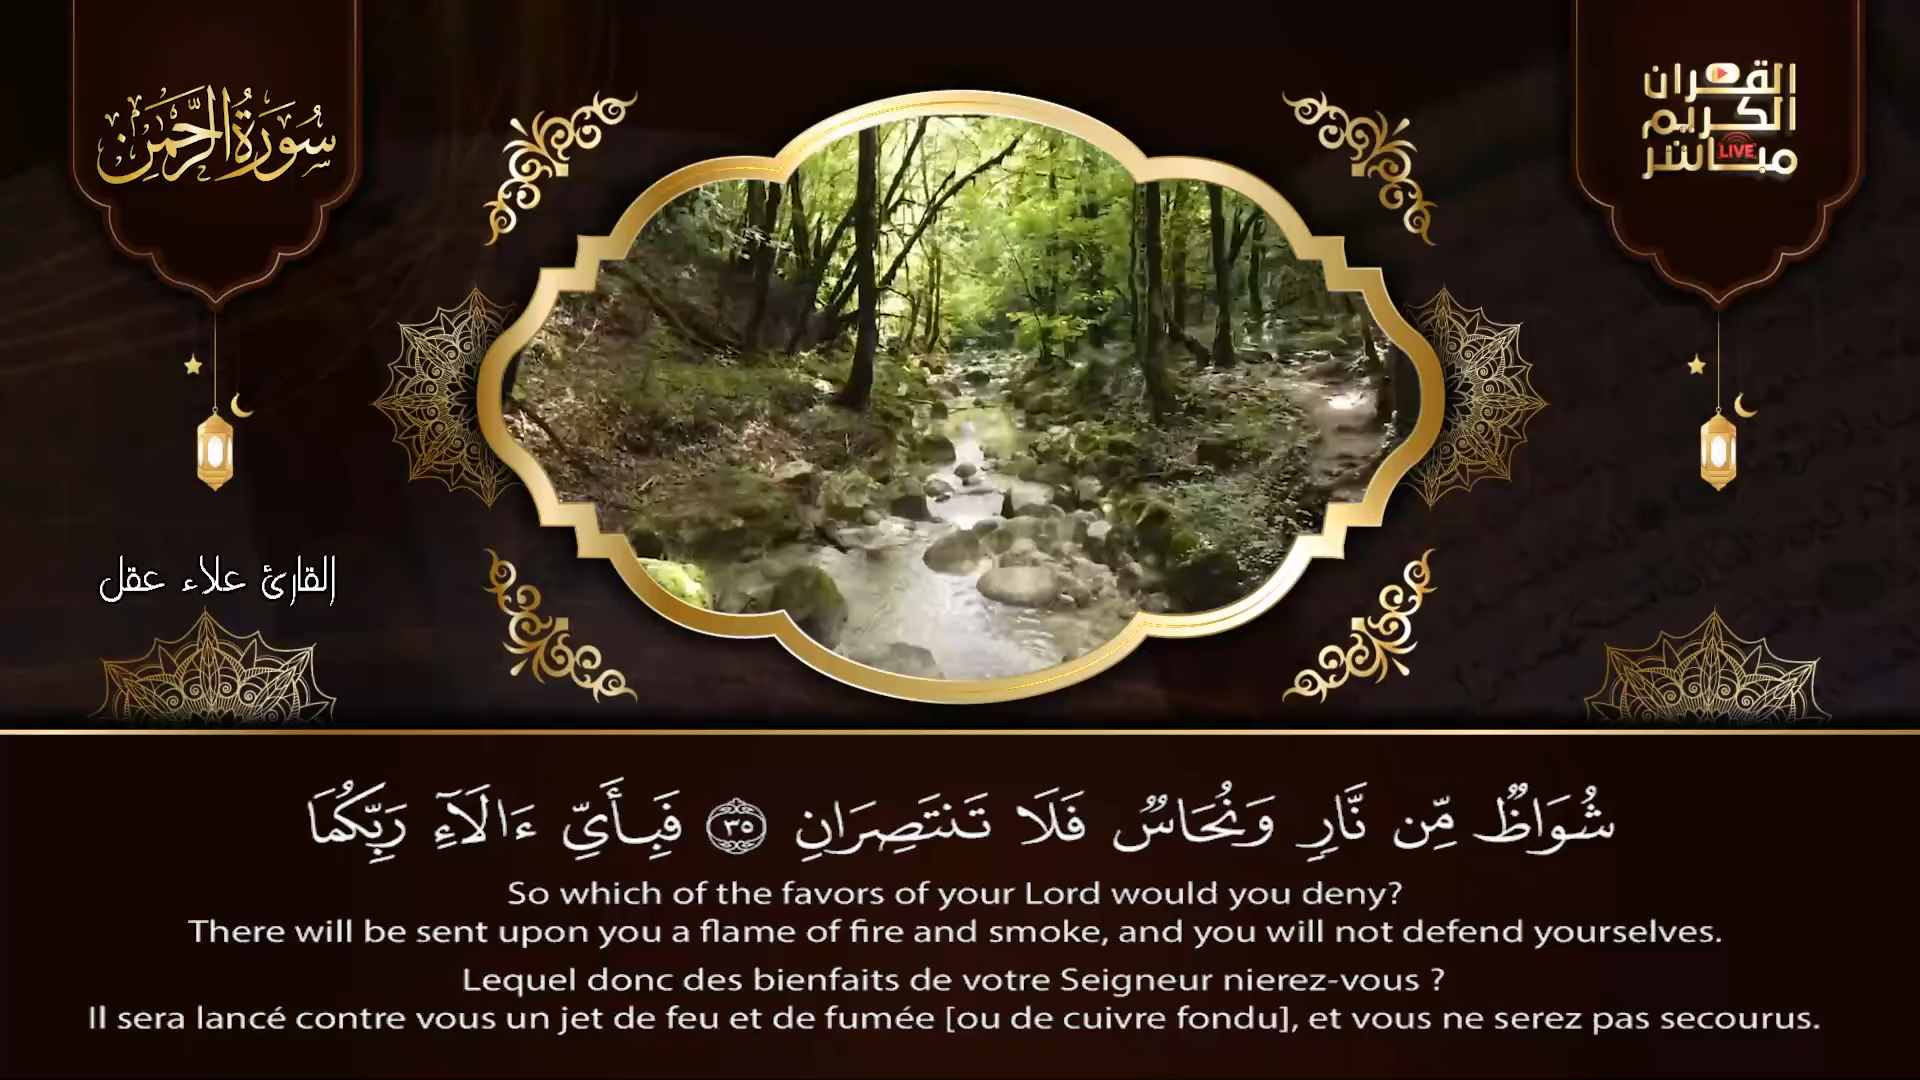 سُورَةُ الرَّحْمَٰن
القرآن
الكريم
مباشر
LIVE
القارئ علاء عقل
شُوَاظٌ مِّن نَّارٍ وَنُحَاسٌ فَلَا تَنتَصِرَانِ ٣٥ فَبِأَيِّ ءَالَآءِ رَبِّكُمَا
So which of the favors of your Lord would you deny?
There will be sent upon you a flame of fire and smoke, and you will not defend yourselves.
Lequel donc des bienfaits de votre Seigneur nierez-vous ?
Il sera lancé contre vous un jet de feu et de fumée [ou de cuivre fondu], et vous ne serez pas secourus.